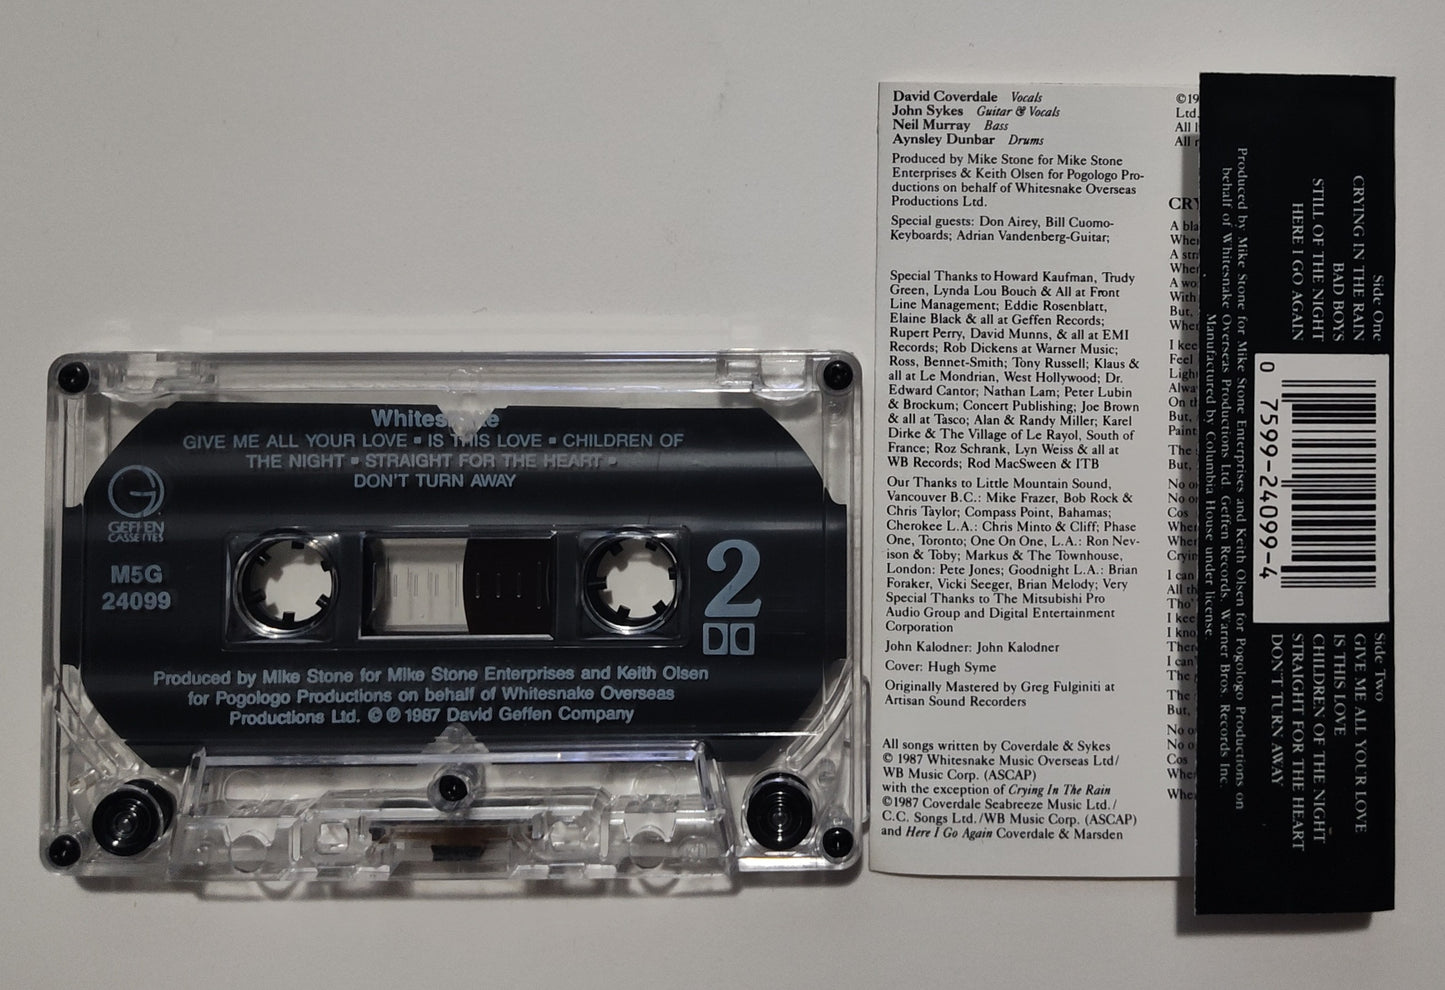 Whitesnake
GIVE ME ALL YOUR LOVE ▪ IS THIS LOVE ▪ CHILDREN OF
THE NIGHT ▪ STRAIGHT FOR THE HEART ▪
DON'T TURN AWAY
G
GEFFEN
CASSETTES
M5G
24099
2
Produced by Mike Stone for Mike Stone Enterprises and Keith Olsen
for Pogologo Productions on behalf of Whitesnake Overseas
Productions Ltd. © ℗ 1987 David Geffen Company
David Coverdale Vocals
John Sykes Guitar & Vocals
Neil Murray Bass
Aynsley Dunbar Drums
Produced by Mike Stone for Mike Stone
Enterprises & Keith Olsen for Pogologo Pro-
ductions on behalf of Whitesnake Overseas
Productions Ltd.
Special guests: Don Airey, Bill Cuomo-
Keyboards; Adrian Vandenberg-Guitar;
Special Thanks to Howard Kaufman, Trudy
Green, Lynda Lou Bouch & All at Front
Line Management; Eddie Rosenblatt,
Elaine Black & all at Geffen Records;
Rupert Perry, David Munns, & all at EMI
Records; Rob Dickens at Warner Music;
Ross, Bennet-Smith; Tony Russell; Klaus &
all at Le Mondrian, West Hollywood; Dr.
Edward Cantor; Nathan Lam; Peter Lubin
& Brockum; Concert Publishing; Joe Brown
& all at Tasco; Alan & Randy Miller; Karel
Dirke & The Village of Le Rayol, South of
France; Roz Schrank, Lyn Weiss & all at
WB Records; Rod MacSween & ITB
Our Thanks to Little Mountain Sound,
Vancouver B.C.: Mike Frazer, Bob Rock &
Chris Taylor; Compass Point, Bahamas;
Cherokee L.A.: Chris Minto & Cliff; Phase
One, Toronto; One On One, L.A.: Ron Nev-
ison & Toby; Markus & The Townhouse,
London: Pete Jones; Goodnight L.A.: Brian
Foraker, Vicki Seeger, Brian Melody; Very
Special Thanks to The Mitsubishi Pro
Audio Group and Digital Entertainment
Corporation
John Kalodner: John Kalodner
Cover: Hugh Syme
Originally Mastered by Greg Fulginiti at
Artisan Sound Recorders
All songs written by Coverdale & Sykes
© 1987 Whitesnake Music Overseas Ltd/
WB Music Corp. (ASCAP)
with the exception of Crying In The Rain
©1987 Coverdale Seabreeze Music Ltd./
C.C. Songs Ltd./WB Music Corp. (ASCAP)
and Here I Go Again Coverdale & Marsden
Ltd.
All
All
Side One
CRYING IN THE RAIN
BAD BOYS
STILL OF THE NIGHT
HERE I GO AGAIN
0 7599-24099-4
Side Two
GIVE ME ALL YOUR LOVE
IS THIS LOVE
CHILDREN OF THE NIGHT
STRAIGHT FOR THE HEART
DON'T TURN AWAY
Produced by Mike Stone for Mike Stone Enterprises and Keith Olsen for Pogologo Productions on
behalf of Whitesnake Overseas Productions Ltd. Geffen Records, Warner Bros. Records Inc.
Manufactured by Columbia House under license.